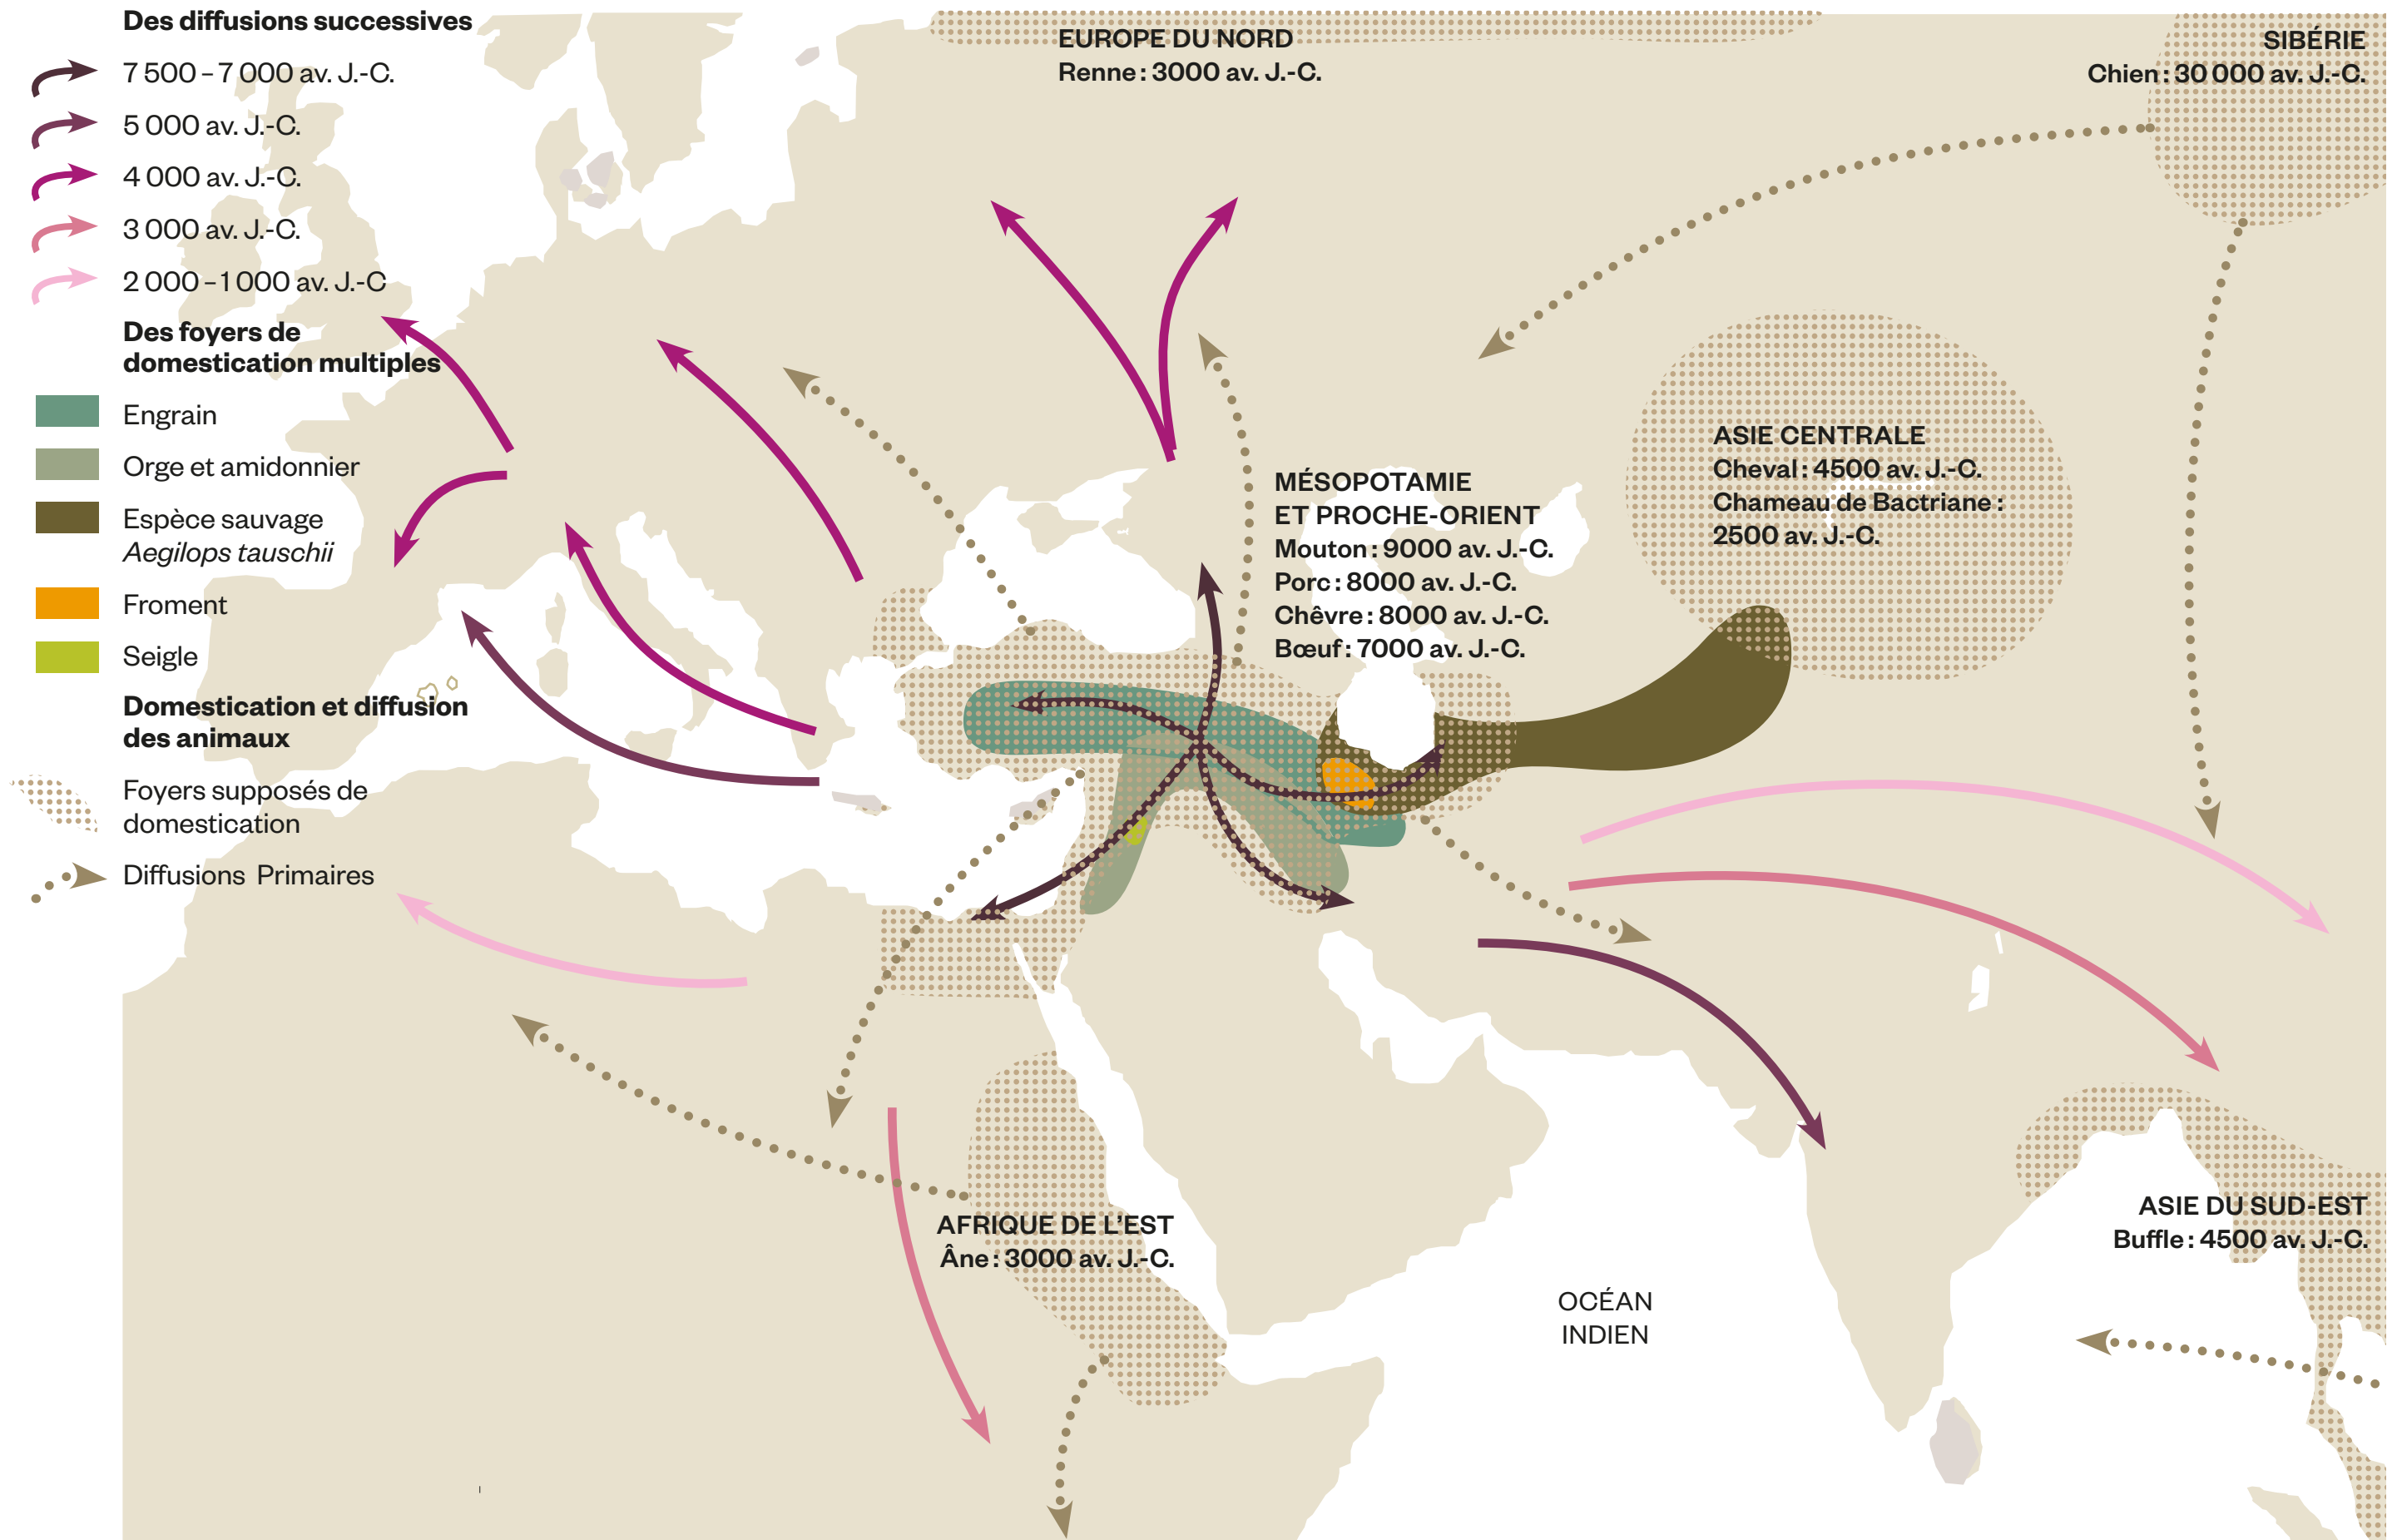 Des diffusions successives
7 500 – 7 000 av. J.-C.
5 000 av. J.-C.
4 000 av. J.-C.
3 000 av. J.-C.
2 000 – 1 000 av. J.-C
Des foyers de
domestication multiples
Engrain
Orge et amidonnier
Espèce sauvage
Aegilops tauschii
Froment
Seigle
Domestication et diffusion
des animaux
Foyers supposés de
domestication
Diffusions Primaires
EUROPE DU NORD
Renne : 3000 av. J.-C.
SIBÉRIE
Chien : 30 000 av. J.-C.
ASIE CENTRALE
Cheval : 4500 av. J.-C.
Chameau de Bactriane :
2500 av. J.-C.
MÉSOPOTAMIE
ET PROCHE-ORIENT
Mouton : 9000 av. J.-C.
Porc : 8000 av. J.-C.
Chêvre : 8000 av. J.-C.
Bœuf : 7000 av. J.-C.
AFRIQUE DE L'EST
Âne : 3000 av. J.-C.
ASIE DU SUD-EST
Buffle : 4500 av. J.-C.
OCÉAN
INDIEN